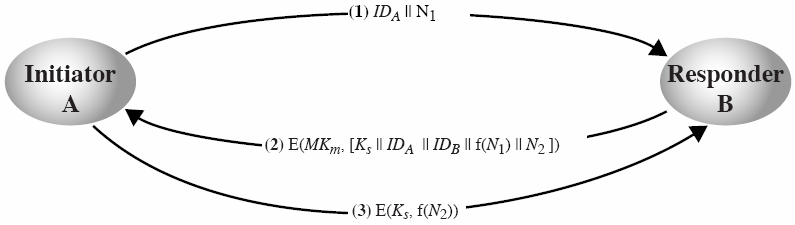 (1) ID_A || N_1
Initiator
A
Responder
B
(2) E(MK_m, [K_s || ID_A || ID_B || f(N_1) || N_2 ])
(3) E(K_s, f(N_2))